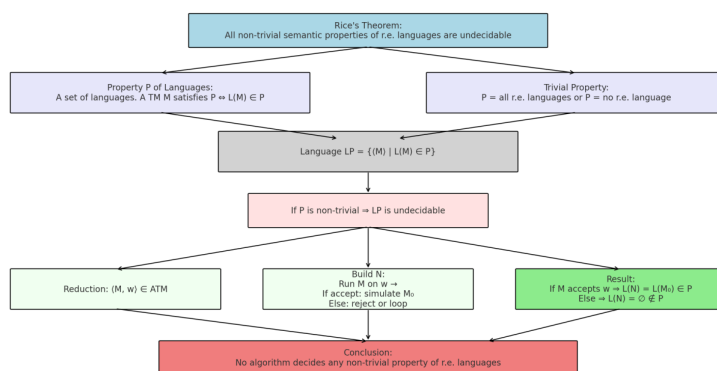 Rice's Theorem:
All non-trivial semantic properties of r.e. languages are undecidable
Property P of Languages:
A set of languages. A TM M satisfies P ⇔ L(M) ∈ P
Trivial Property:
P = all r.e. languages or P = no r.e. language
Language LP = {⟨M⟩ | L(M) ∈ P}
If P is non-trivial ⇒ LP is undecidable
Reduction: ⟨M, w⟩ ∈ ATM
Build N:
Run M on w →
If accept: simulate M₀
Else: reject or loop
Result:
If M accepts w ⇒ L(N) = L(M₀) ∈ P
Else ⇒ L(N) = ∅ ∉ P
Conclusion:
No algorithm decides any non-trivial property of r.e. languages